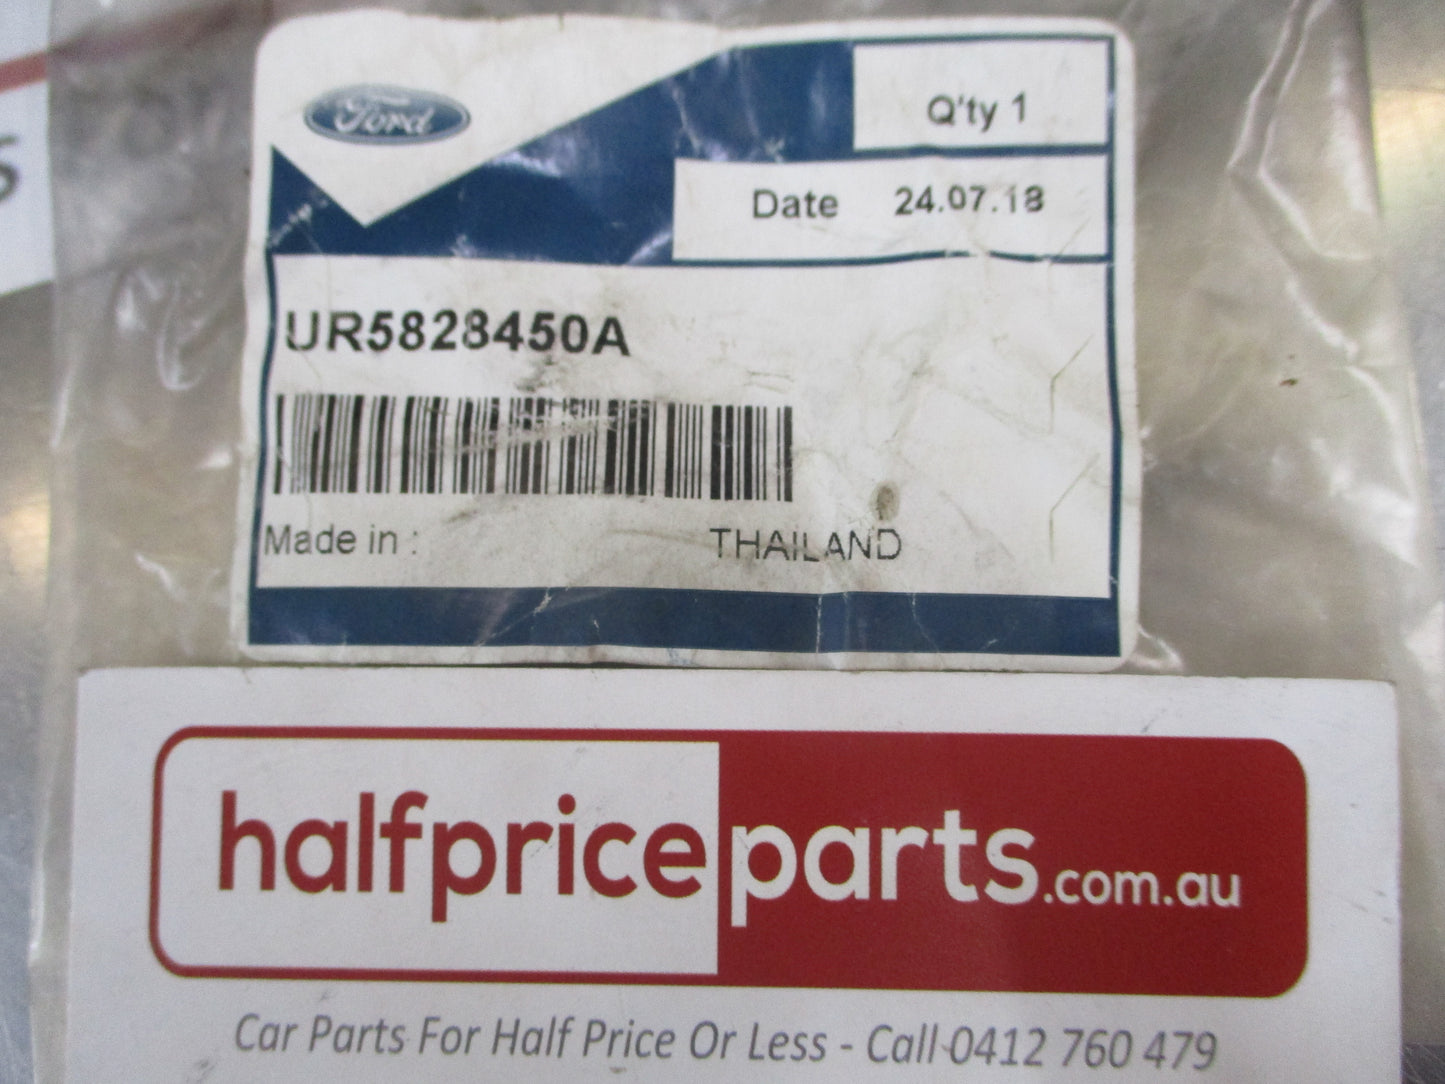 Ford
Q'ty 1
Date 24.07.18
UR5828450A
Made in : THAILAND
halfpriceparts.com.au
Car Parts For Half Price Or Less - Call 0412 760 479